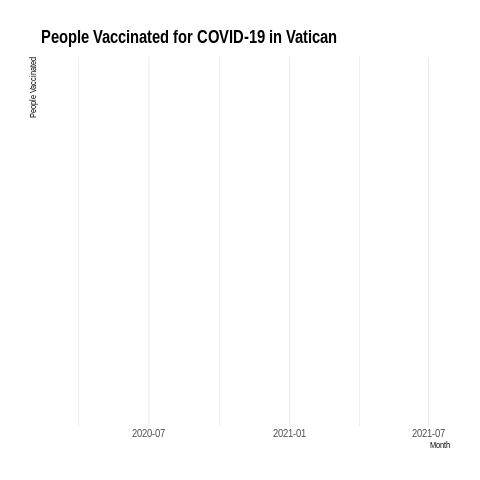 People Vaccinated for COVID-19 in Vatican
People Vaccinated
2020-07 2021-01 2021-07
Month